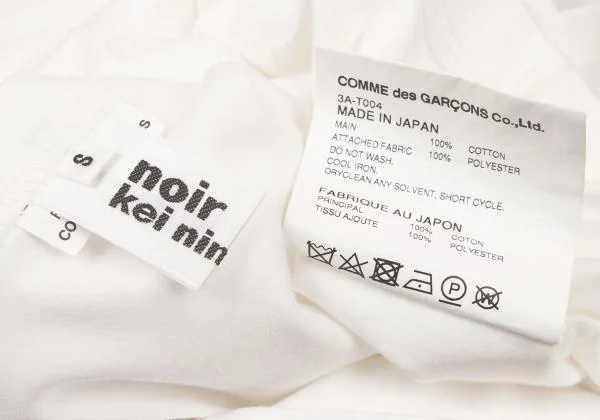 S
S
noir
kei nin
CO
COMME des GARÇONS Co.,Ltd.
3A-T004
MADE IN JAPAN
MAIN 100% COTTON
ATTACHED FABRIC 100% POLYESTER
DO NOT WASH.
COOL IRON.
DRYCLEAN ANY SOLVENT, SHORT CYCLE.
FABRIQUE AU JAPON
PRINCIPAL 100% COTON
TISSU AJOUTE 100% POLYESTER
P
W